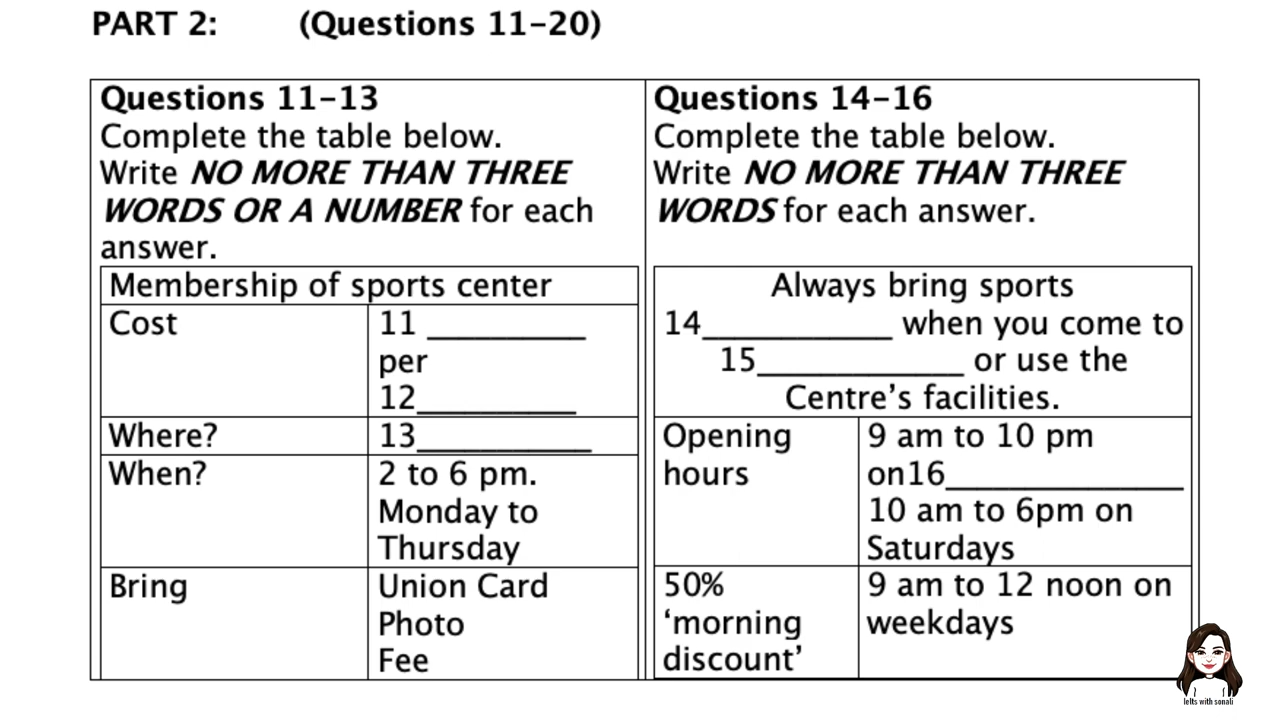 PART 2: (Questions 11-20)
Questions 11-13
Complete the table below.
Write NO MORE THAN THREE
WORDS OR A NUMBER for each
answer.
Membership of sports center
Cost
11 __________
per
12__________
Where?
13___________
When?
2 to 6 pm.
Monday to
Thursday
Bring
Union Card
Photo
Fee
Questions 14-16
Complete the table below.
Write NO MORE THAN THREE
WORDS for each answer.
Always bring sports
14____________ when you come to
15_____________ or use the
Centre’s facilities.
Opening
hours
9 am to 10 pm
on16_______________
10 am to 6pm on
Saturdays
50%
‘morning
discount’
9 am to 12 noon on
weekdays
Ielts with sonali